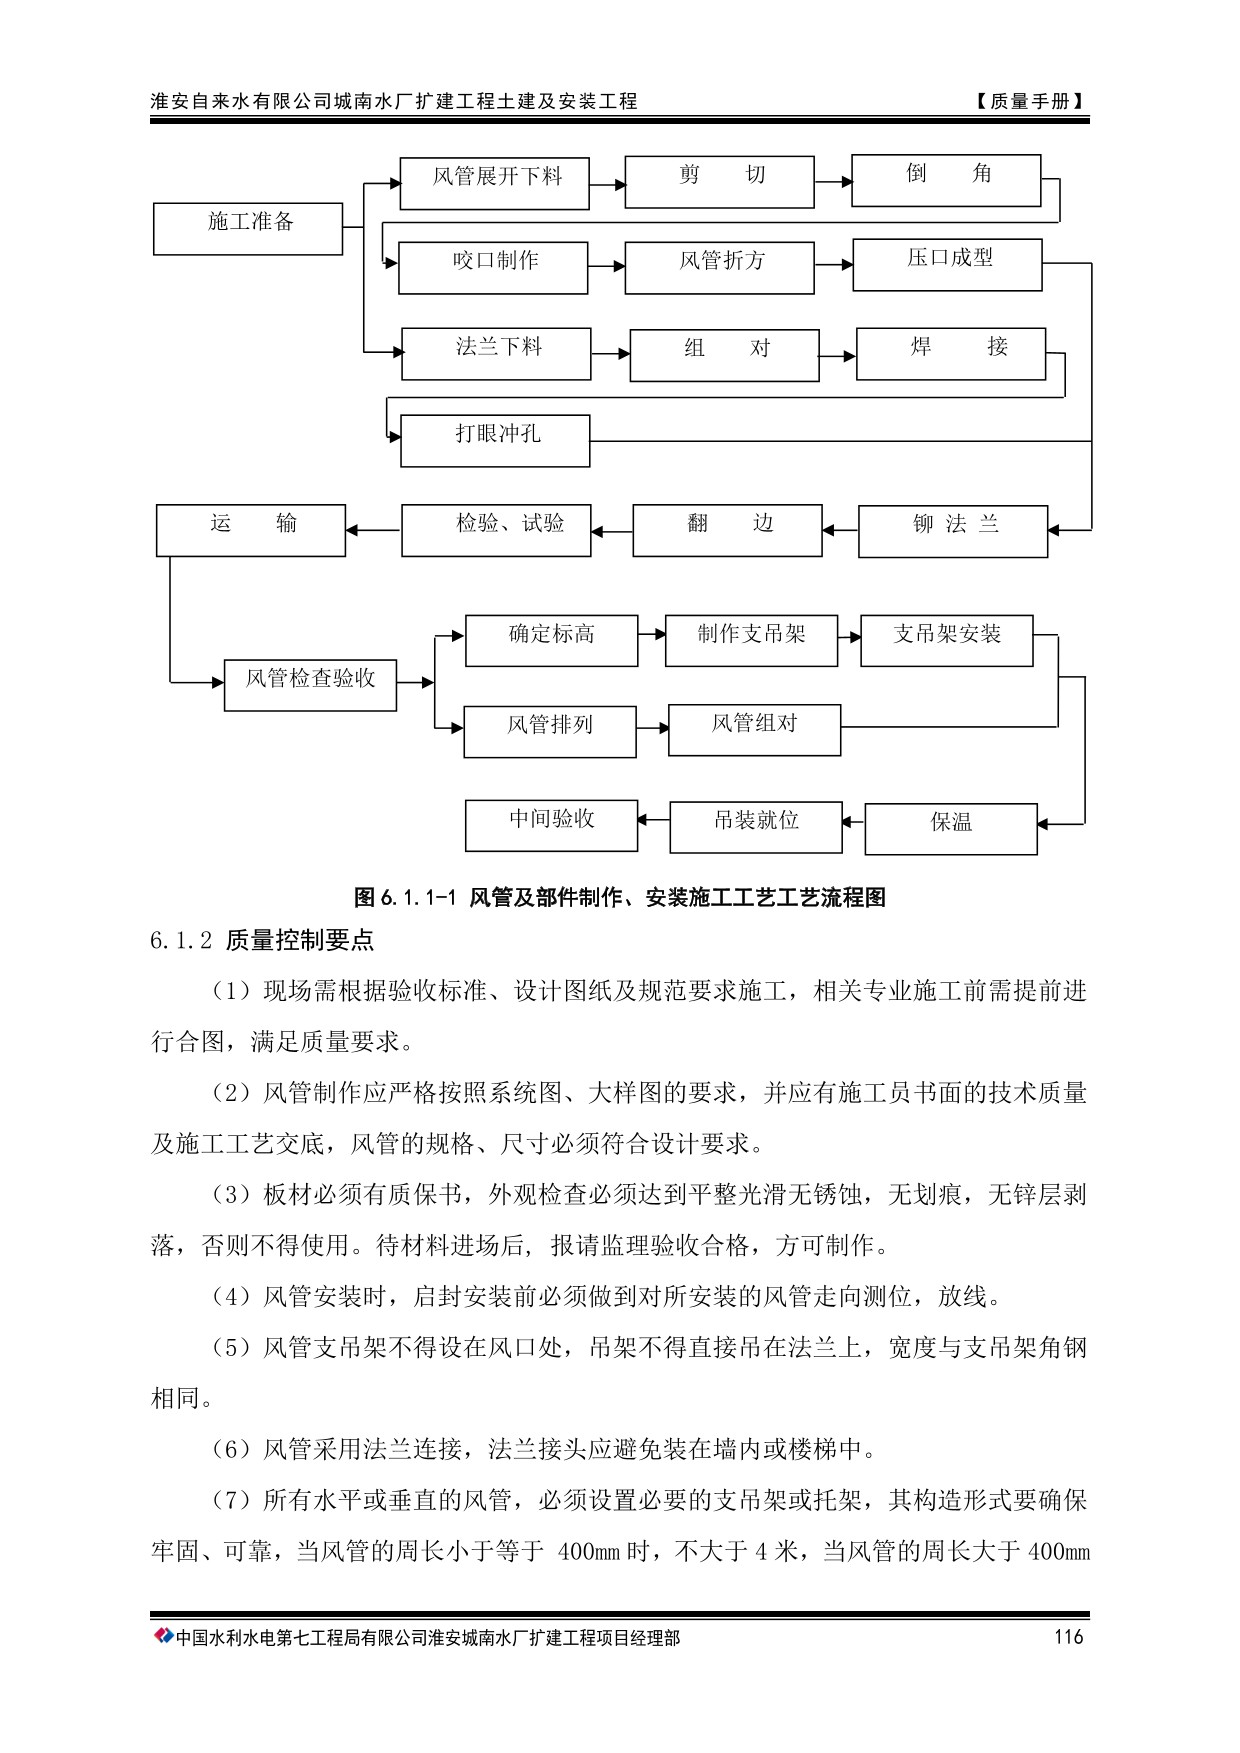 淮安自来水有限公司城南水厂扩建工程土建及安装工程 【质量手册】
风管展开下料 剪 切 倒 角
施工准备
咬口制作 风管折方 压口成型
法兰下料 组 对 焊 接
打眼冲孔
运 输 检验、试验 翻 边 铆 法 兰
确定标高 制作支吊架 支吊架安装
风管检查验收
风管排列 风管组对
中间验收 吊装就位 保温
图 6.1.1-1 风管及部件制作、安装施工工艺工艺流程图
6.1.2 质量控制要点
（1）现场需根据验收标准、设计图纸及规范要求施工，相关专业施工前需提前进
行合图，满足质量要求。
（2）风管制作应严格按照系统图、大样图的要求，并应有施工员书面的技术质量
及施工工艺交底，风管的规格、尺寸必须符合设计要求。
（3）板材必须有质保书，外观检查必须达到平整光滑无锈蚀，无划痕，无锌层剥
落，否则不得使用。待材料进场后，报请监理验收合格，方可制作。
（4）风管安装时，启封安装前必须做到对所安装的风管走向测位，放线。
（5）风管支吊架不得设在风口处，吊架不得直接吊在法兰上，宽度与支吊架角钢
相同。
（6）风管采用法兰连接，法兰接头应避免装在墙内或楼梯中。
（7）所有水平或垂直的风管，必须设置必要的支吊架或托架，其构造形式要确保
牢固、可靠，当风管的周长小于等于 400mm 时，不大于 4 米，当风管的周长大于 400mm
中国水利水电第七工程局有限公司淮安城南水厂扩建工程项目经理部 116